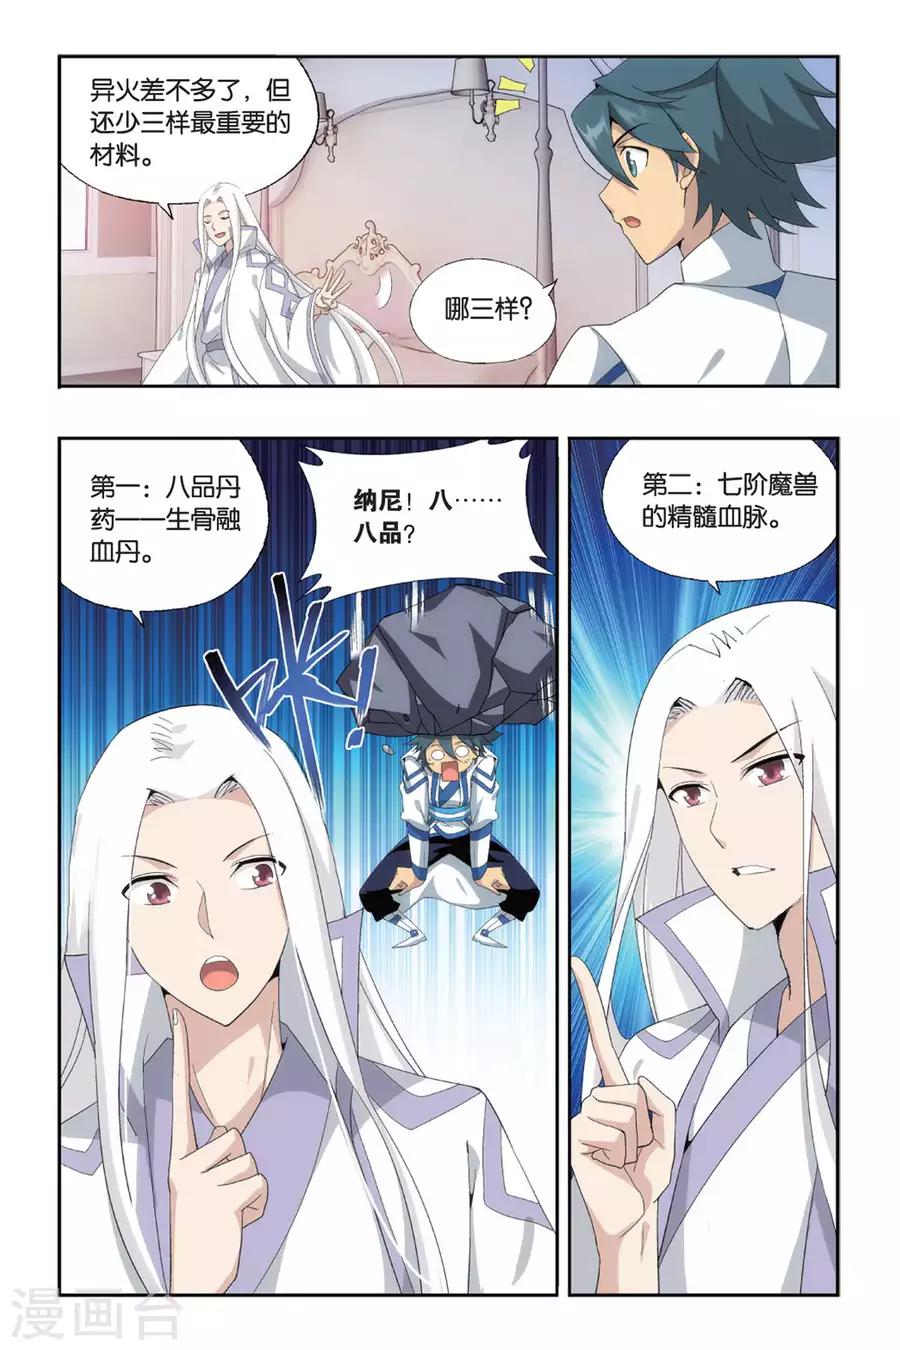 异火差不多了，但
还少三样最重要的
材料。
哪三样？
第一：八品丹
药——生骨融
血丹。
纳尼！八……
八品？
咔！
第二：七阶魔兽
的精髓血脉。
漫画台